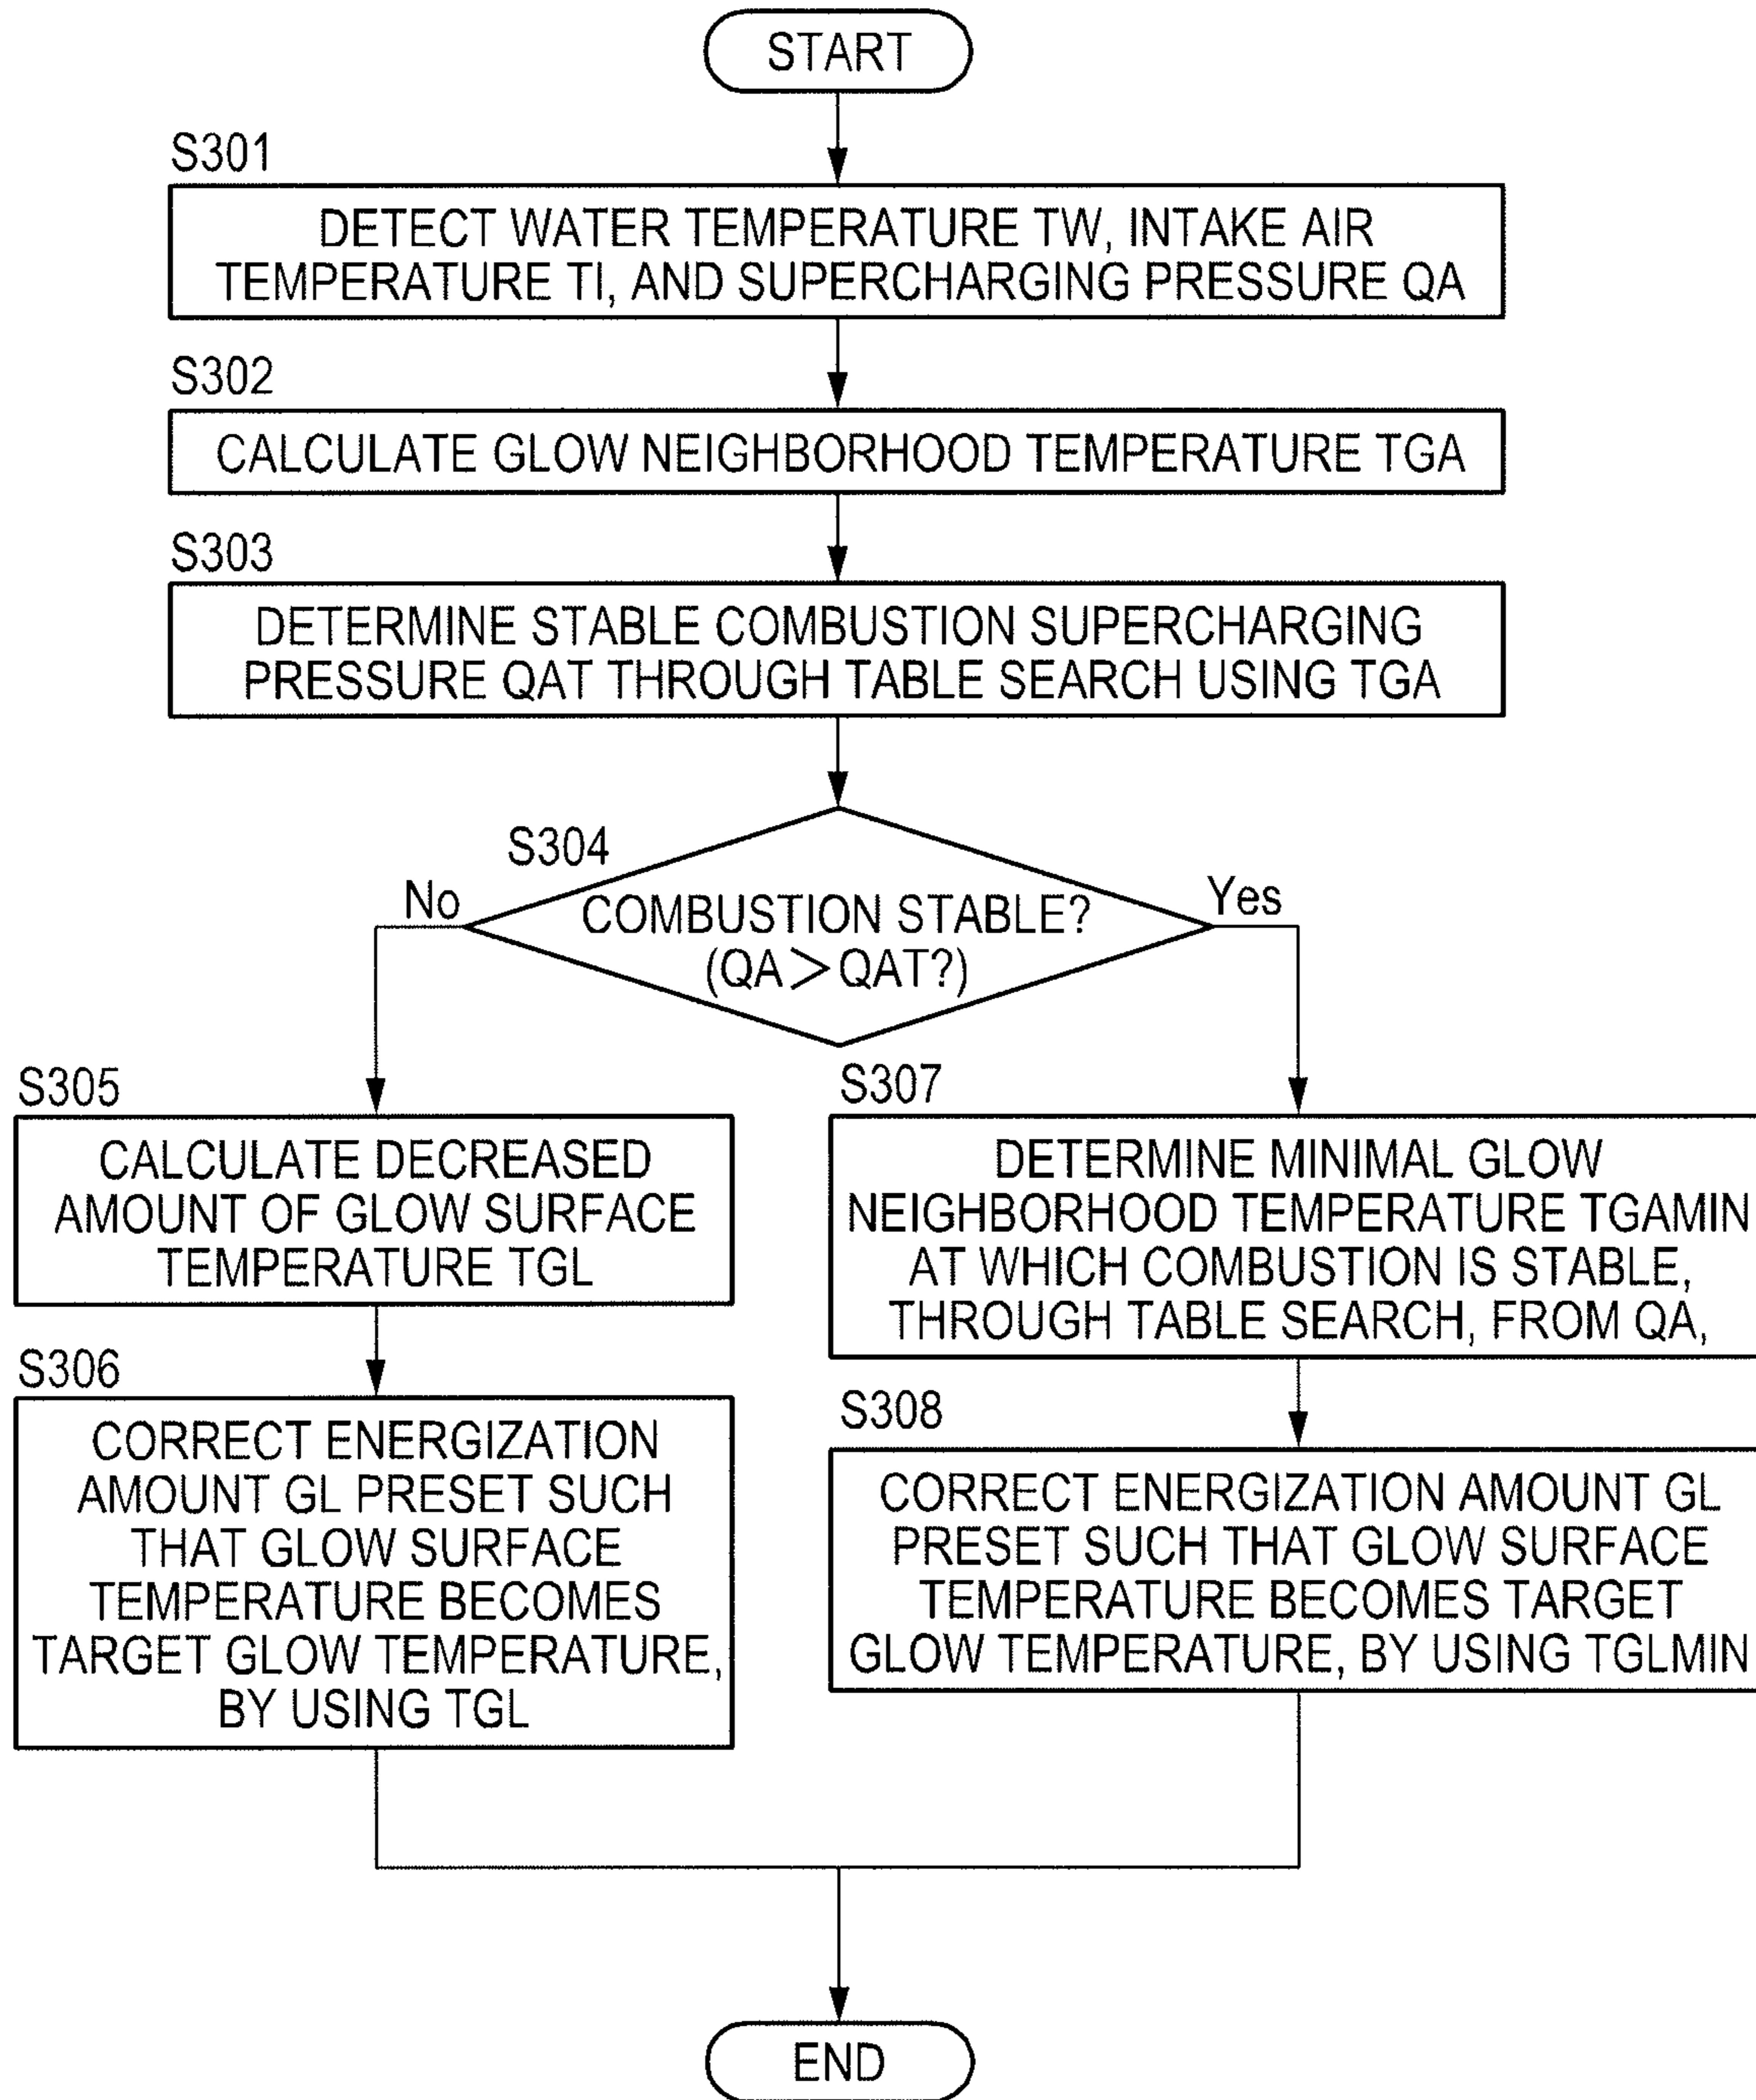 START
S301
DETECT WATER TEMPERATURE TW, INTAKE AIR
TEMPERATURE TI, AND SUPERCHARGING PRESSURE QA
S302
CALCULATE GLOW NEIGHBORHOOD TEMPERATURE TGA
S303
DETERMINE STABLE COMBUSTION SUPERCHARGING
PRESSURE QAT THROUGH TABLE SEARCH USING TGA
S304
No
COMBUSTION STABLE?
(QA>QAT?)
Yes
S305
CALCULATE DECREASED
AMOUNT OF GLOW SURFACE
TEMPERATURE TGL
S306
CORRECT ENERGIZATION
AMOUNT GL PRESET SUCH
THAT GLOW SURFACE
TEMPERATURE BECOMES
TARGET GLOW TEMPERATURE,
BY USING TGL
S307
DETERMINE MINIMAL GLOW
NEIGHBORHOOD TEMPERATURE TGAMIN
AT WHICH COMBUSTION IS STABLE,
THROUGH TABLE SEARCH, FROM QA,
S308
CORRECT ENERGIZATION AMOUNT GL
PRESET SUCH THAT GLOW SURFACE
TEMPERATURE BECOMES TARGET
GLOW TEMPERATURE, BY USING TGLMIN
END